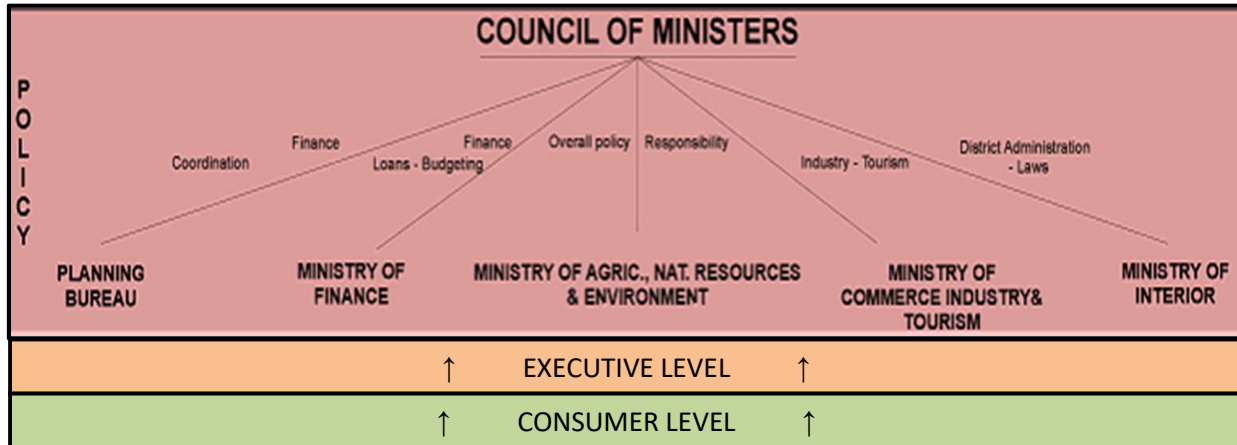 COUNCIL OF MINISTERS
POLICY
Coordination
Finance
Loans - Budgeting
Finance
Overall policy
Responsibility
Industry - Tourism
District Administration
- Laws
PLANNING
BUREAU
MINISTRY OF
FINANCE
MINISTRY OF AGRIC., NAT. RESOURCES
& ENVIRONMENT
MINISTRY OF
COMMERCE INDUSTRY&
TOURISM
MINISTRY OF
INTERIOR
↑ EXECUTIVE LEVEL ↑
↑ CONSUMER LEVEL ↑